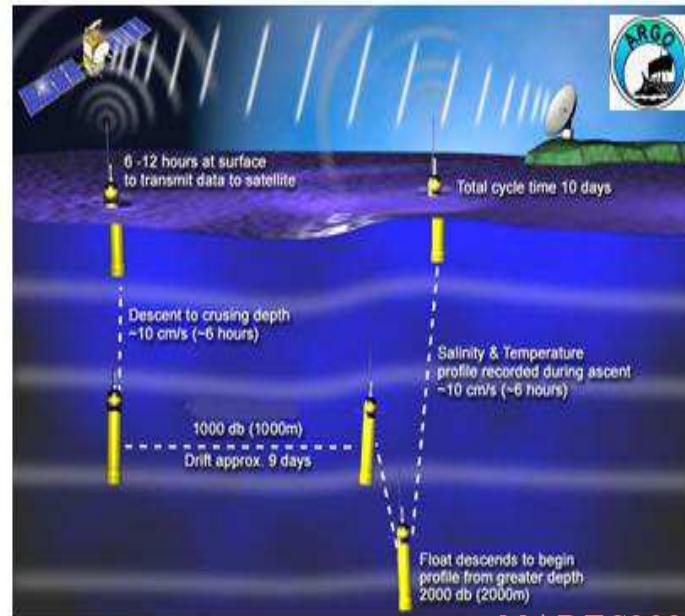 ARGO
6 -12 hours at surface
to transmit data to satellite
Total cycle time 10 days
Descent to crusing depth
~10 cm/s (~6 hours)
Salinity & Temperature
profile recorded during ascent
~10 cm/s (~6 hours)
1000 db (1000m)
Drift approx. 9 days
Float descends to begin
profile from greater depth
2000 db (2000m)